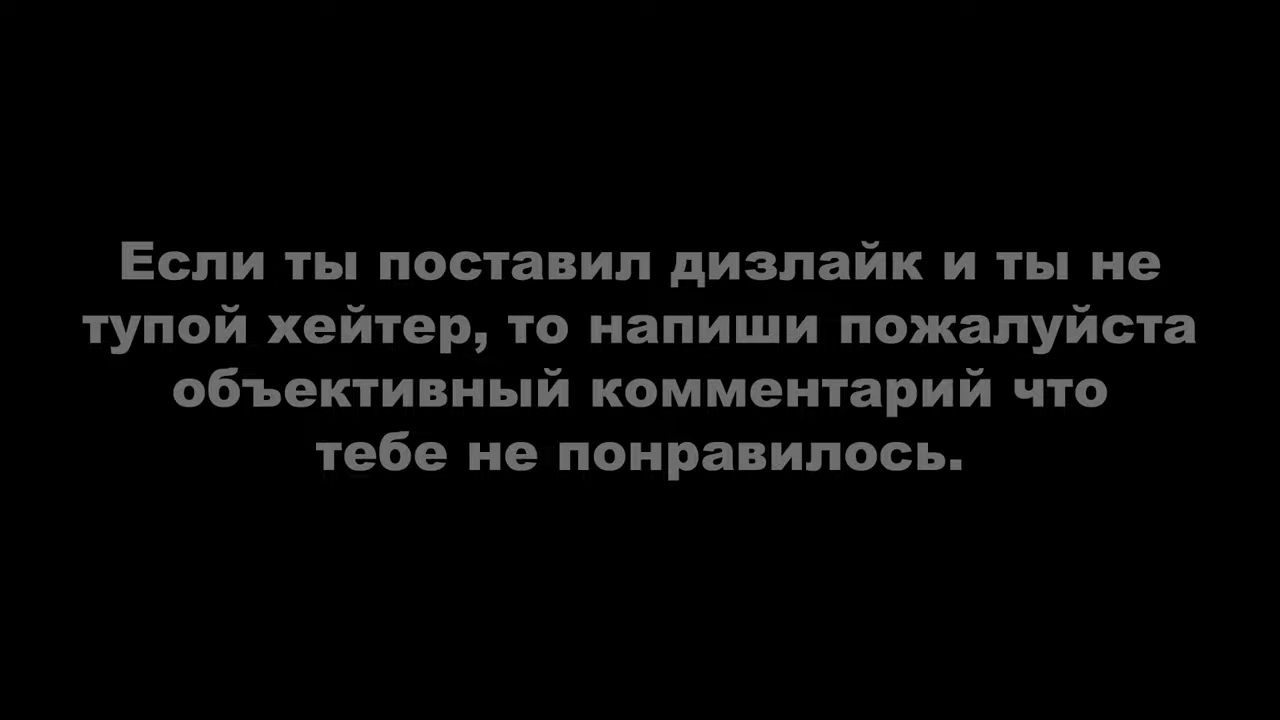 Если ты поставил дизлайк и ты не
тупой хейтер, то напиши пожалуйста
объективный комментарий что
тебе не понравилось.